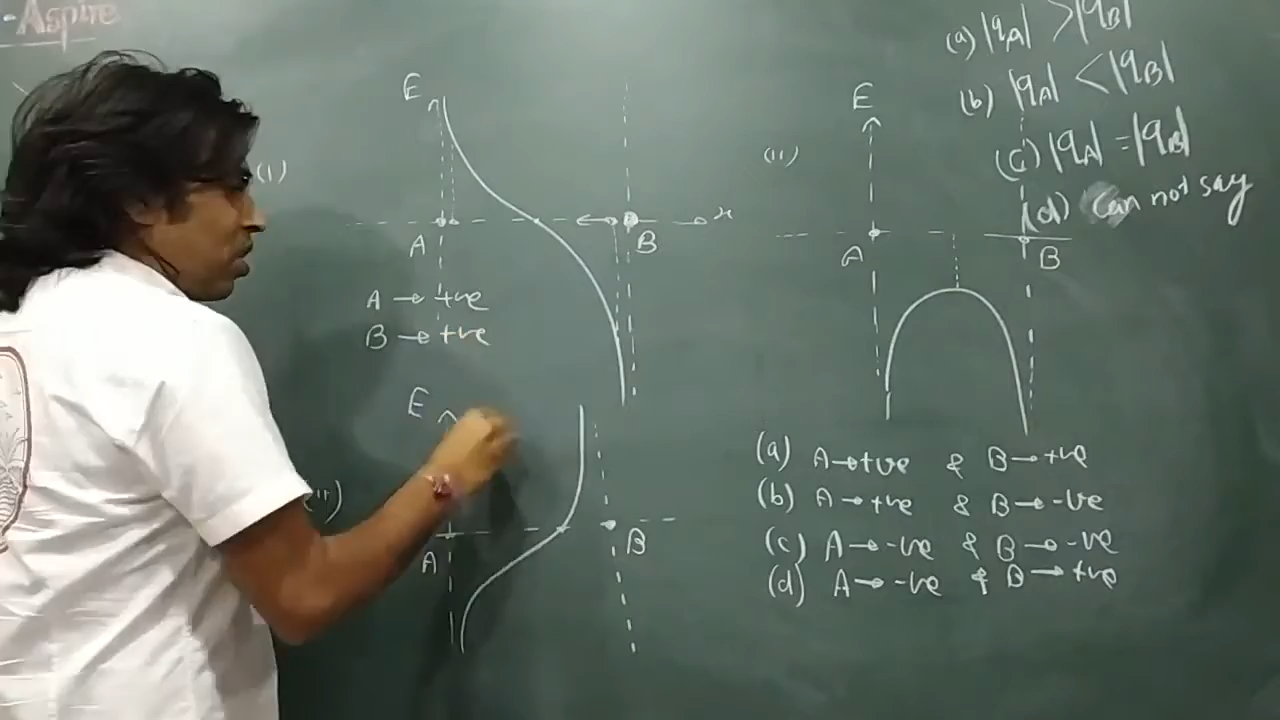 -Aspire
(i)
E
A
B
x
A → +ve
B → +ve
E
A
B
(ii)
E
A
B
(a) |qA| > |qB|
(b) |qA| < |qB|
(c) |qA| = |qB|
(d) Can not say
(a) A → +ve & B → +ve
(b) A → +ve & B → -ve
(c) A → -ve & B → -ve
(d) A → -ve & B → +ve